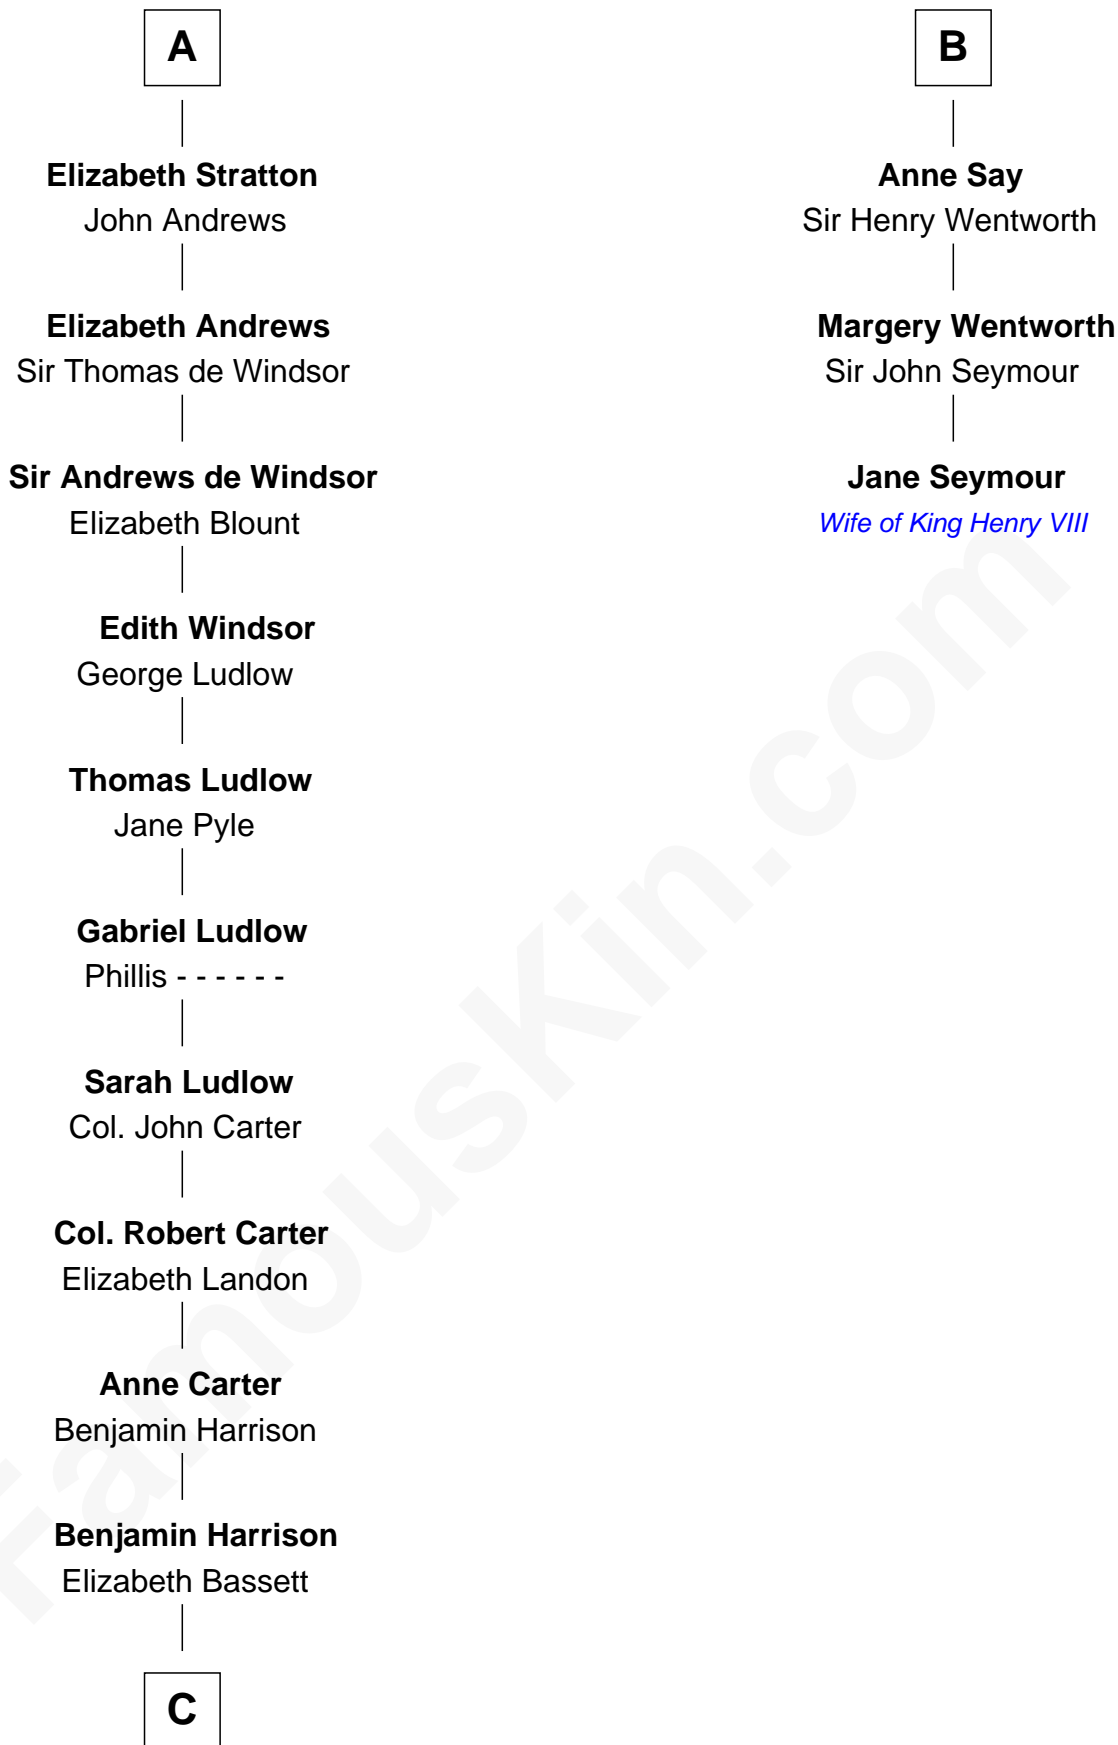 A
Elizabeth Stratton
John Andrews
Elizabeth Andrews
Sir Thomas de Windsor
Sir Andrews de Windsor
Elizabeth Blount
Edith Windsor
George Ludlow
Thomas Ludlow
Jane Pyle
Gabriel Ludlow
Phillis - - - - - -
Sarah Ludlow
Col. John Carter
Col. Robert Carter
Elizabeth Landon
Anne Carter
Benjamin Harrison
Benjamin Harrison
Elizabeth Bassett
C
B
Anne Say
Sir Henry Wentworth
Margery Wentworth
Sir John Seymour
Jane Seymour
Wife of King Henry VIII
FamousKin.com